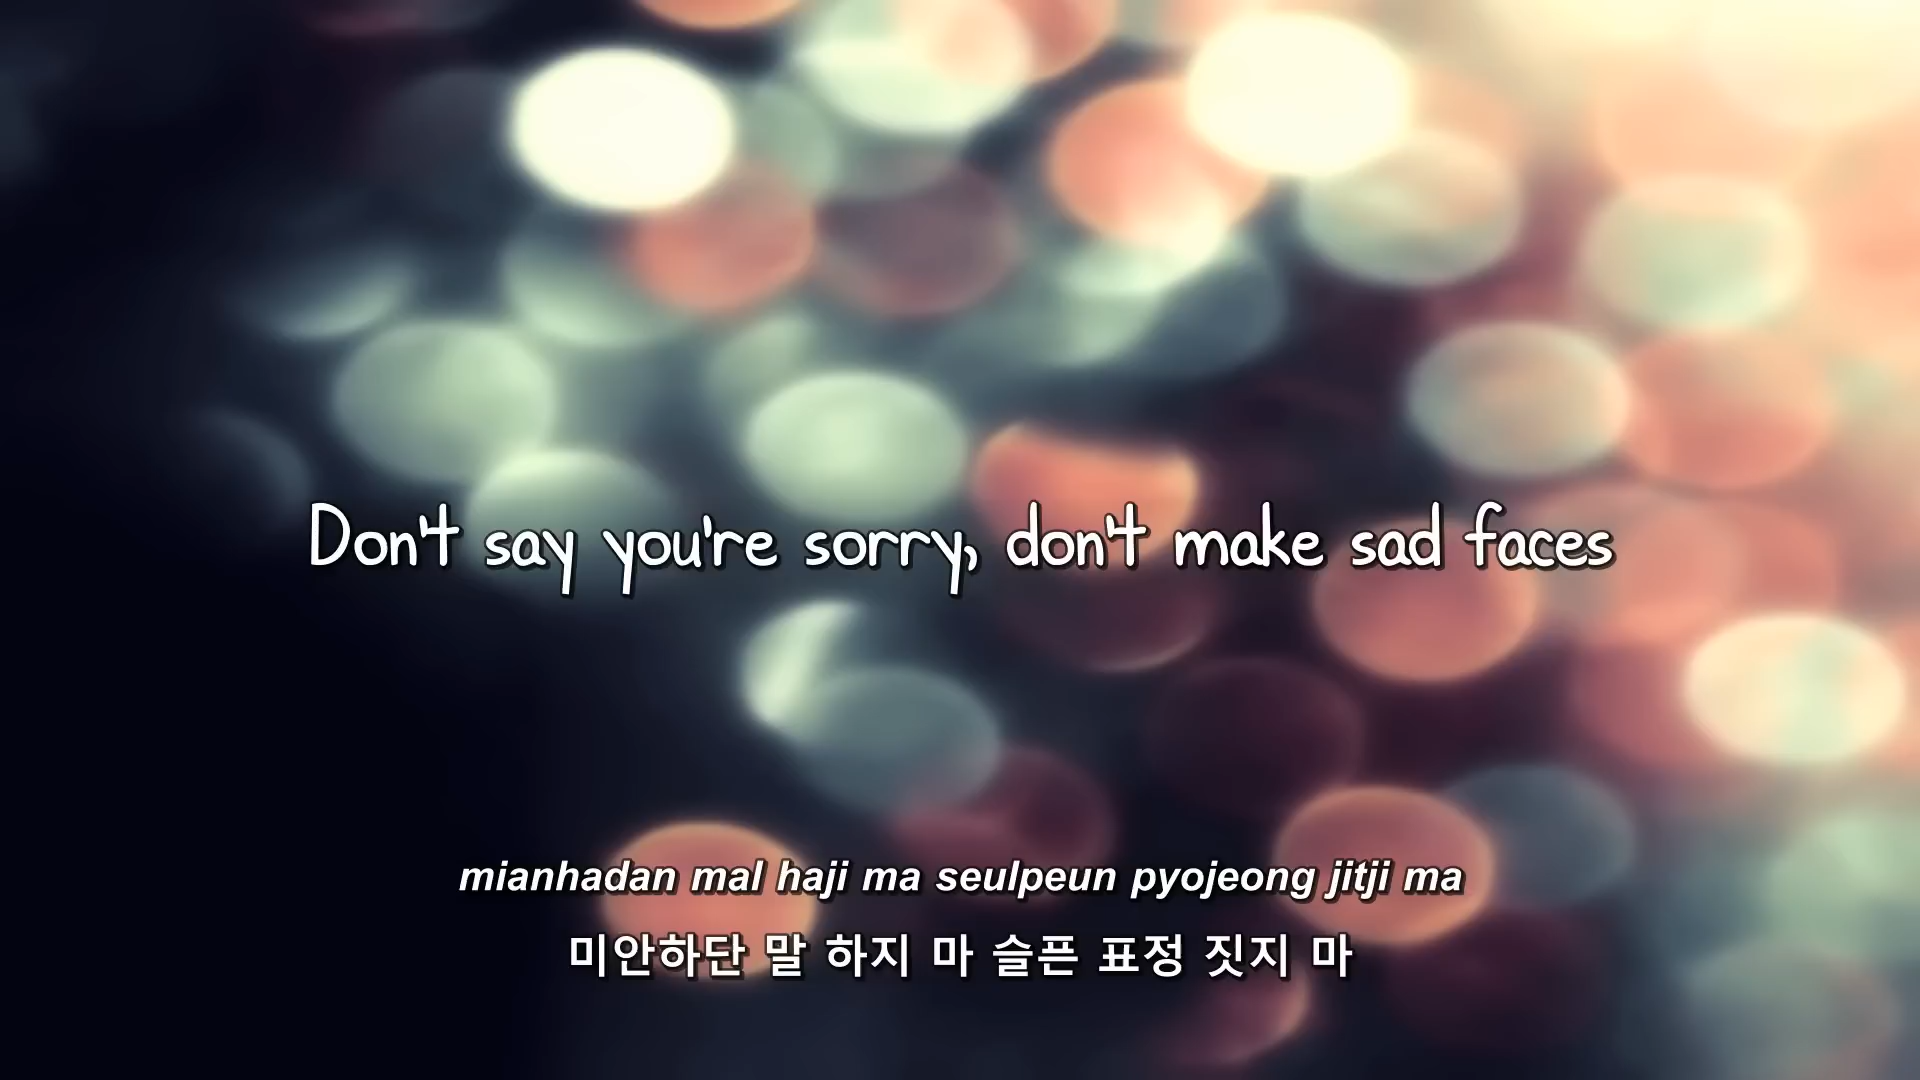 Don't say you're sorry, don't make sad faces
mianhadan mal haji ma seulpeun pyojeong jitji ma
미안하단 말 하지 마 슬픈 표정 짓지 마